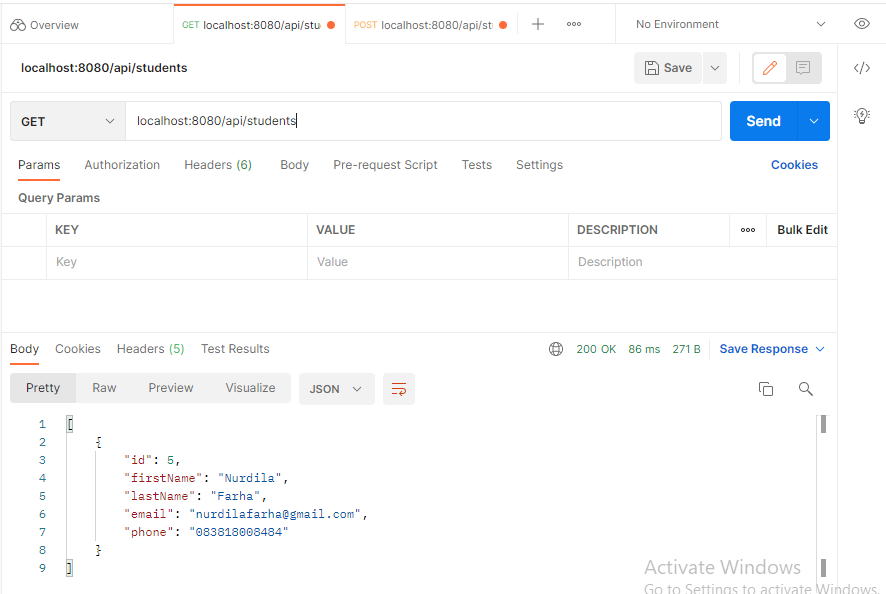 Overview
GET localhost:8080/api/stu
POST localhost:8080/api/st
No Environment
localhost:8080/api/students
Save
GET
localhost:8080/api/students
Send
Params Authorization Headers (6) Body Pre-request Script Tests Settings Cookies
Query Params
KEY VALUE DESCRIPTION Bulk Edit
Key Value Description
Body Cookies Headers (5) Test Results 200 OK 86 ms 271 B Save Response
Pretty Raw Preview Visualize JSON
1 [
2 {
3 "id": 5,
4 "firstName": "Nurdila",
5 "lastName": "Farha",
6 "email": "nurdilafarha@gmail.com",
7 "phone": "083818008484"
8 }
9 ]
Activate Windows
Go to Settings to activate Windows.